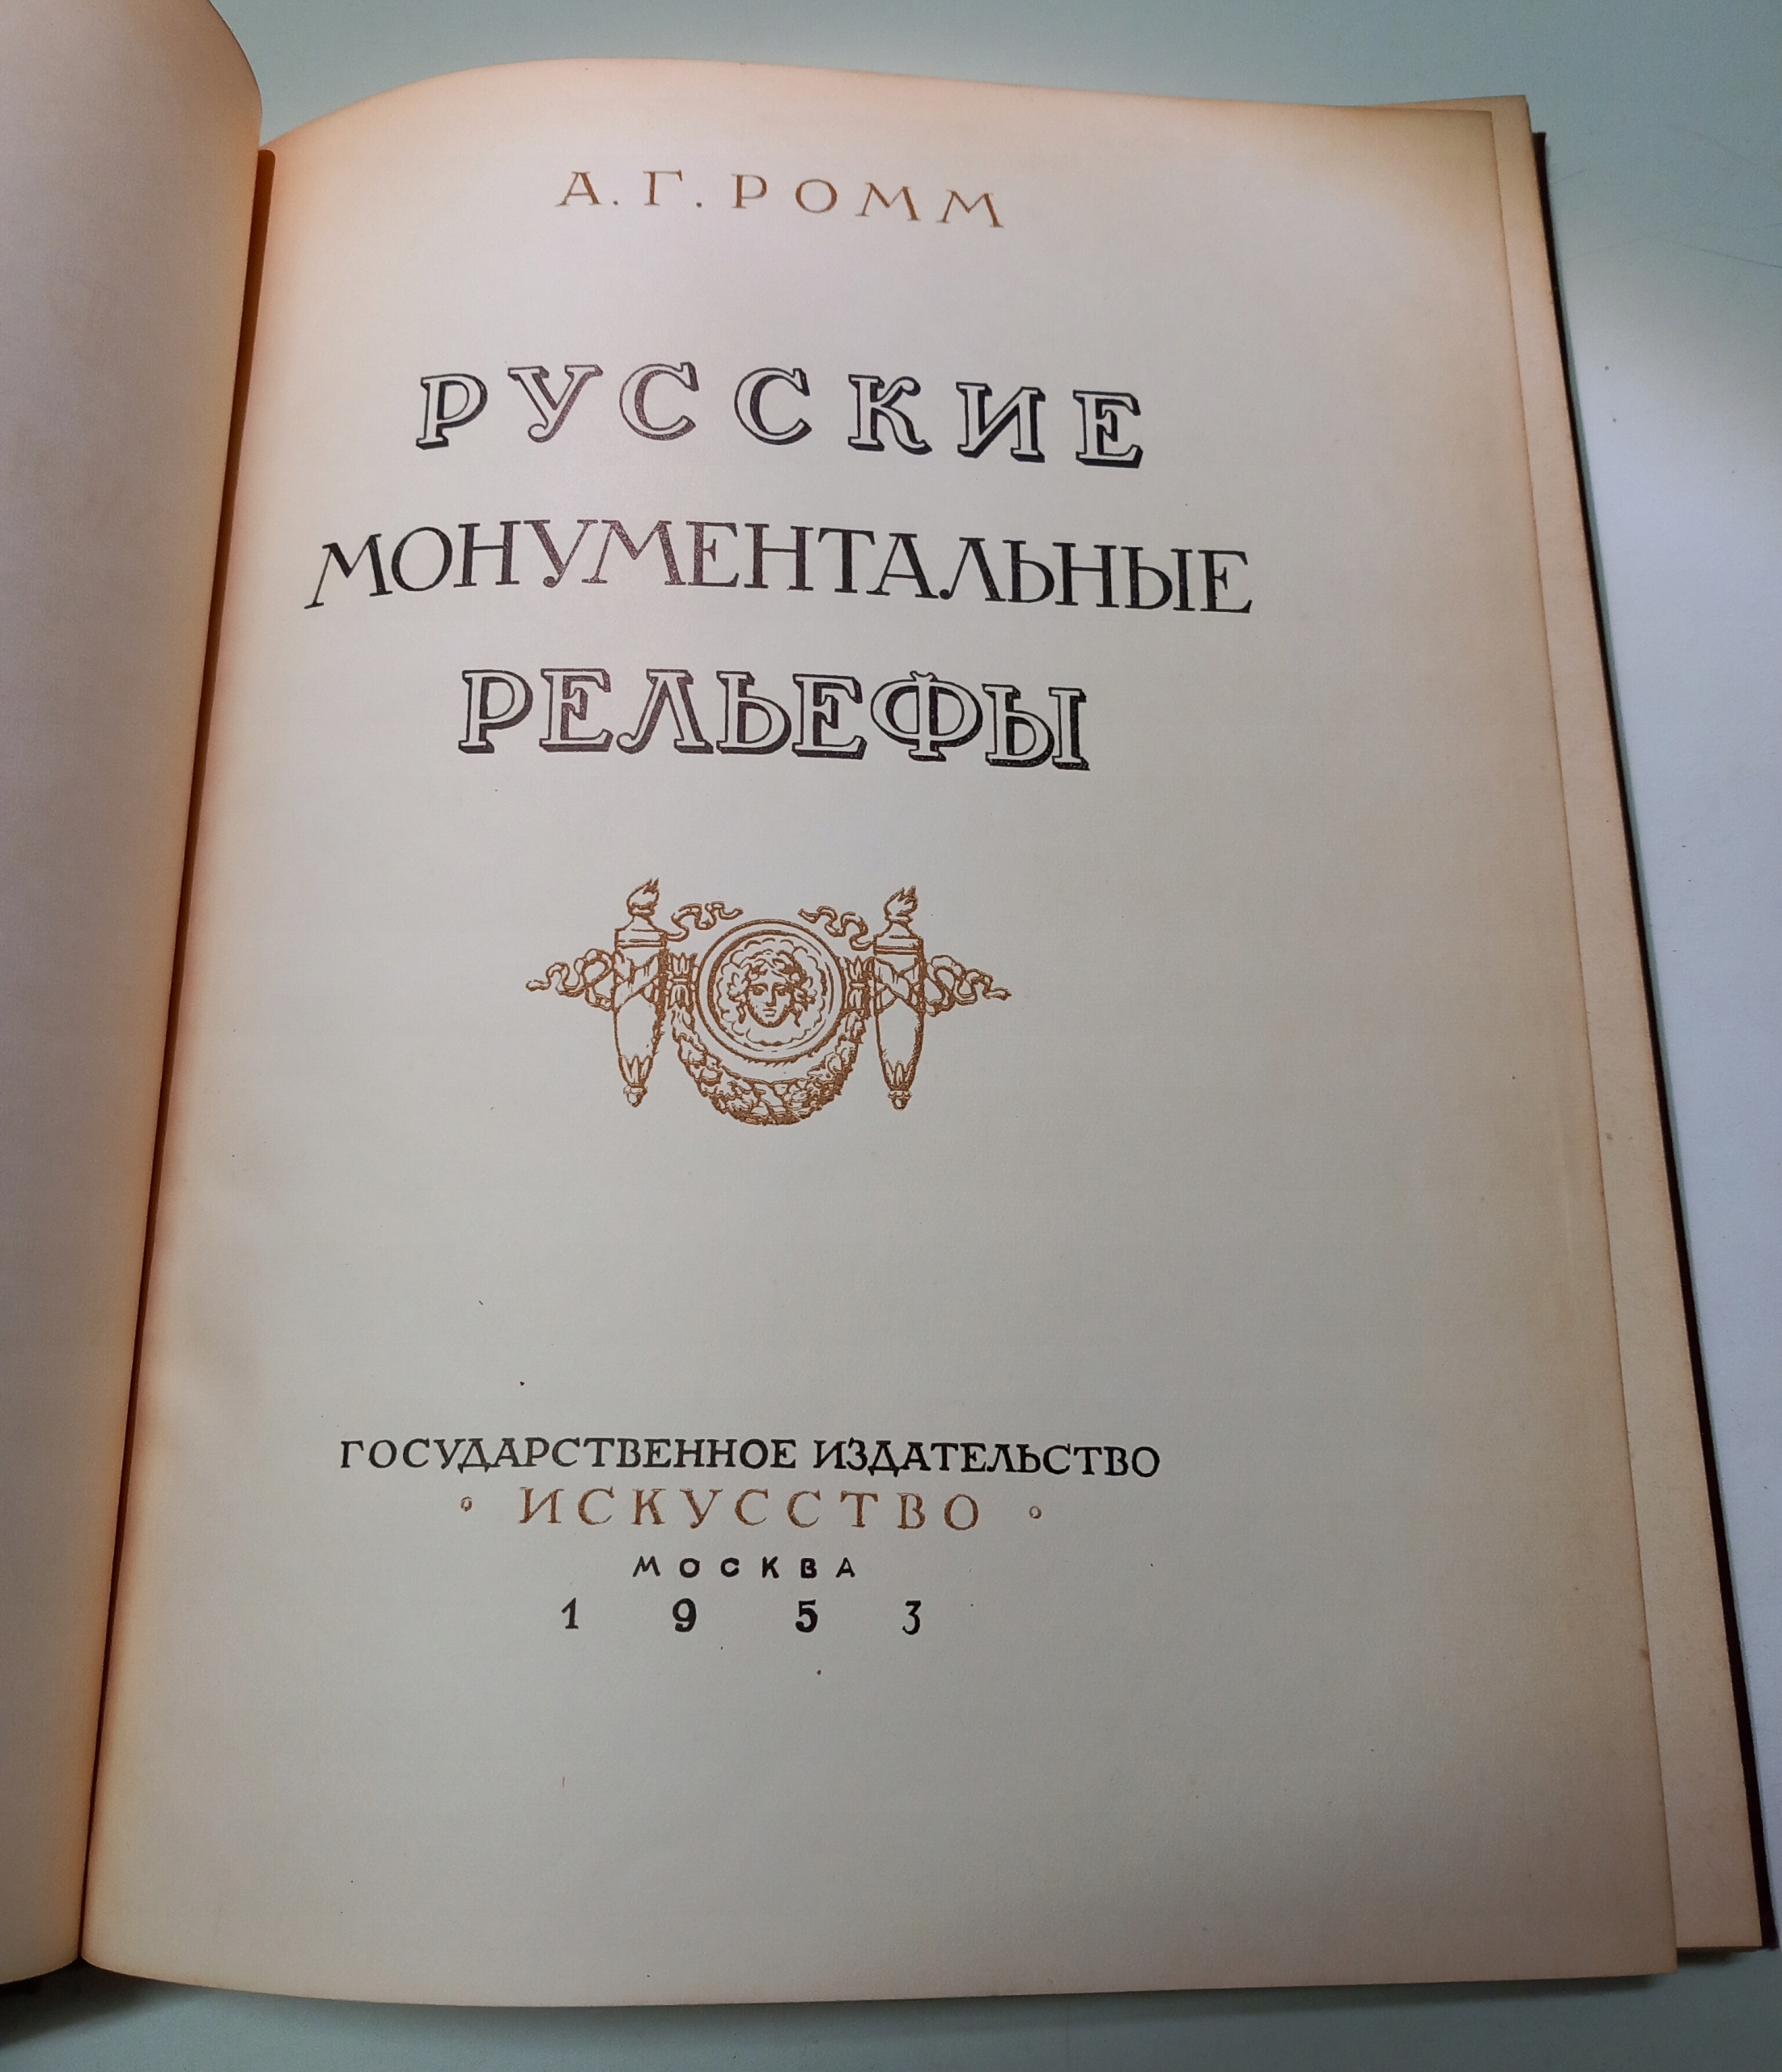 А. Г. РОММ
РУССКИЕ
МОНУМЕНТАЛЬНЫЕ
РЕЛЬЕФЫ
ГОСУДАРСТВЕННОЕ ИЗДАТЕЛЬСТВО
• ИСКУССТВО •
МОСКВА
1953